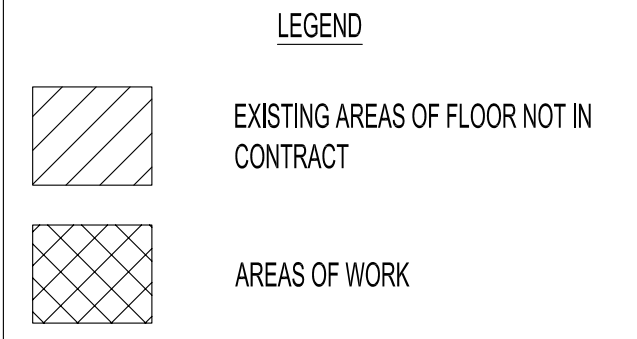 LEGEND
EXISTING AREAS OF FLOOR NOT IN
CONTRACT
AREAS OF WORK